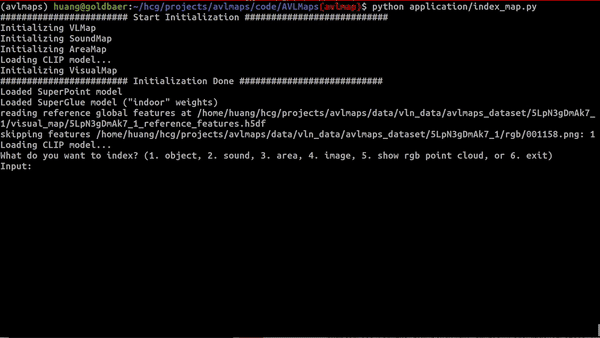 (avlmaps) huang@goldbaer:~/hcg/projects/avlmaps/code/AVLMaps[avlmap]$ python application/index_map.py
####################### Start Initialization ##########################
Initializing VLMap
Initializing SoundMap
Initializing AreaMap
Loading CLIP model...
Initializing VisualMap
####################### Initialization Done ##########################
Loaded SuperPoint model
Loaded SuperGlue model ("indoor" weights)
reading reference global features at /home/huang/hcg/projects/avlmaps/data/vln_data/avlmaps_dataset/5LpN3gDmAk7_
1/visual_map/5LpN3gDmAk7_1_reference_features.h5df
skipping features /home/huang/hcg/projects/avlmaps/data/vln_data/avlmaps_dataset/5LpN3gDmAk7_1/rgb/001158.png: 1
Loading CLIP model...
What do you want to index? (1. object, 2. sound, 3. area, 4. image, 5. show rgb point cloud, or 6. exit)
Input: